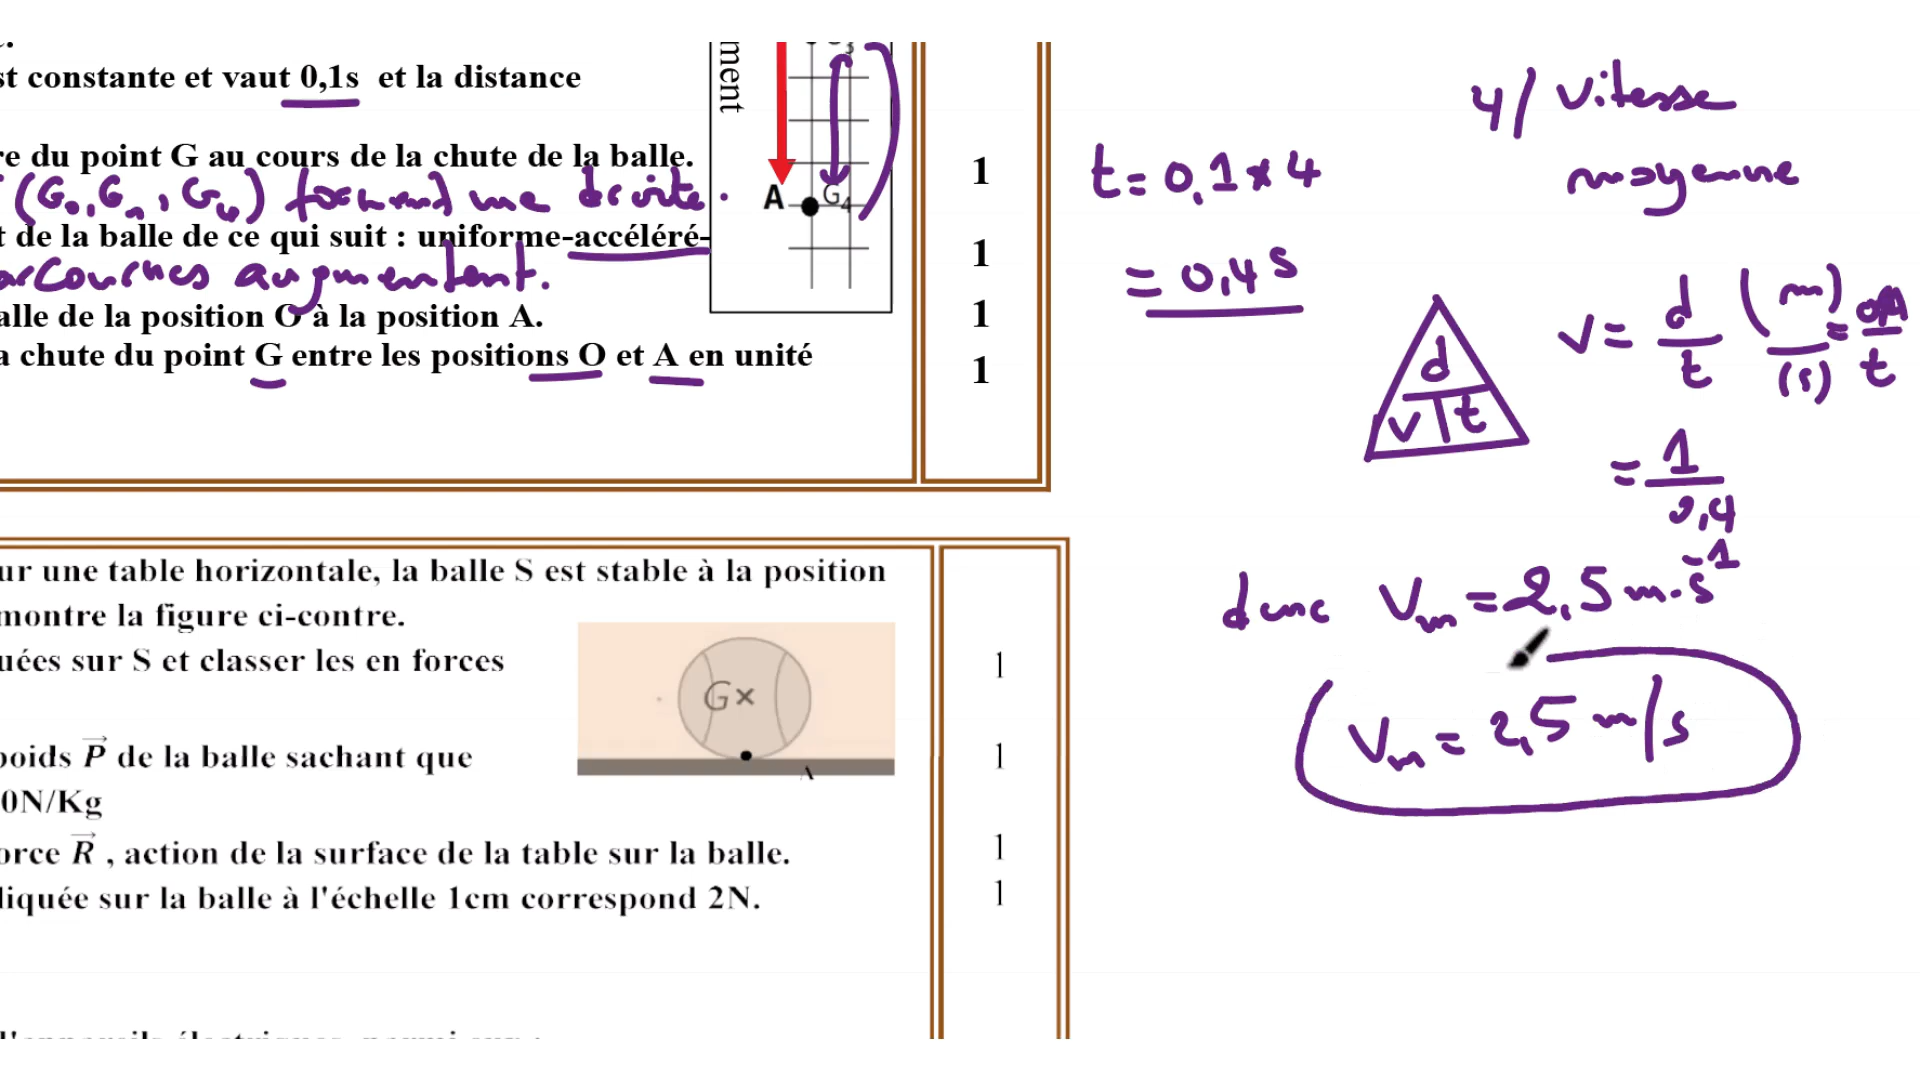 st constante et vaut 0,1s et la distance
re du point G au cours de la chute de la balle.
(G₀,Gₙ,G₄) forment une droite.
t de la balle de ce qui suit : uniforme-accéléré-
arcourues augmentent.
alle de la position O à la position A.
a chute du point G entre les positions O et A en unité
ment
G3
A
G4
1
1
1
1
4/ vitesse
moyenne
t=0,1*4
=0,4s
d
v t
v= d/t (m)/(s) = OA/t
= 1/0,4
donc Vm=2,5m.s-1
Vm=2,5m/s
ur une table horizontale, la balle S est stable à la position
montre la figure ci-contre.
uées sur S et classer les en forces
G×
A
poids P de la balle sachant que
0N/Kg
orce R , action de la surface de la table sur la balle.
liquée sur la balle à l'échelle 1cm correspond 2N.
1
1
1
1